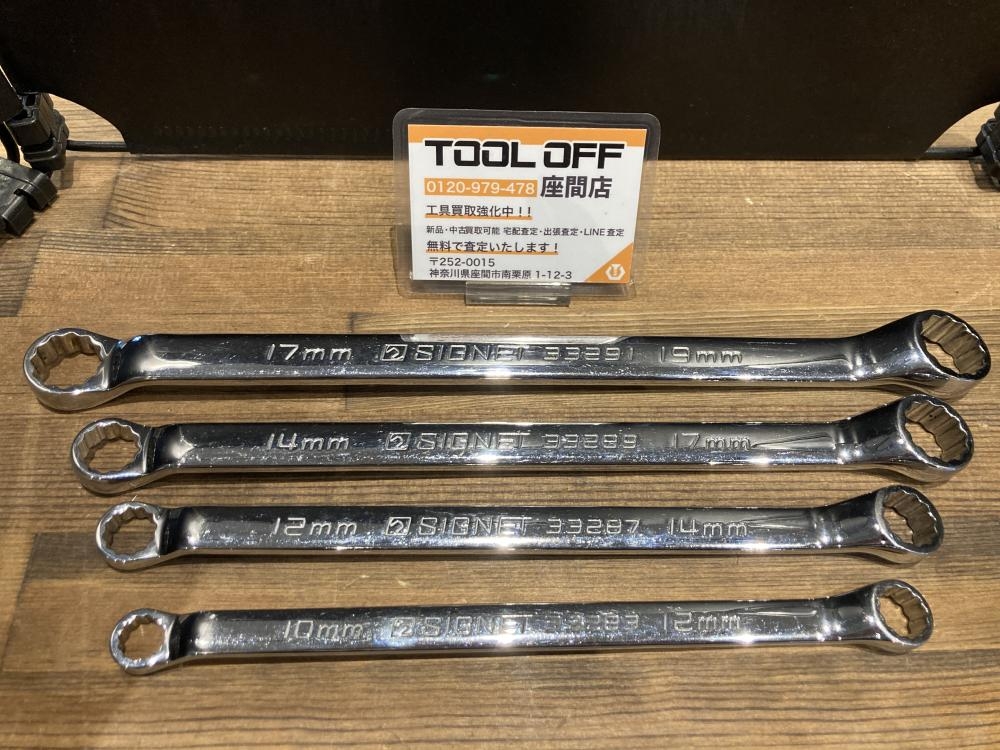 TOOL OFF
0120-979-478 座間店
工具買取強化中!!
新品・中古買取可能 宅配査定・出張査定・LINE査定
無料で査定いたします!
〒252-0015
神奈川県座間市南栗原 1-12-3
17mm SIGNET 33291 19mm
14mm SIGNET 33289 17mm
12mm SIGNET 33287 14mm
10mm SIGNET 33283 12mm